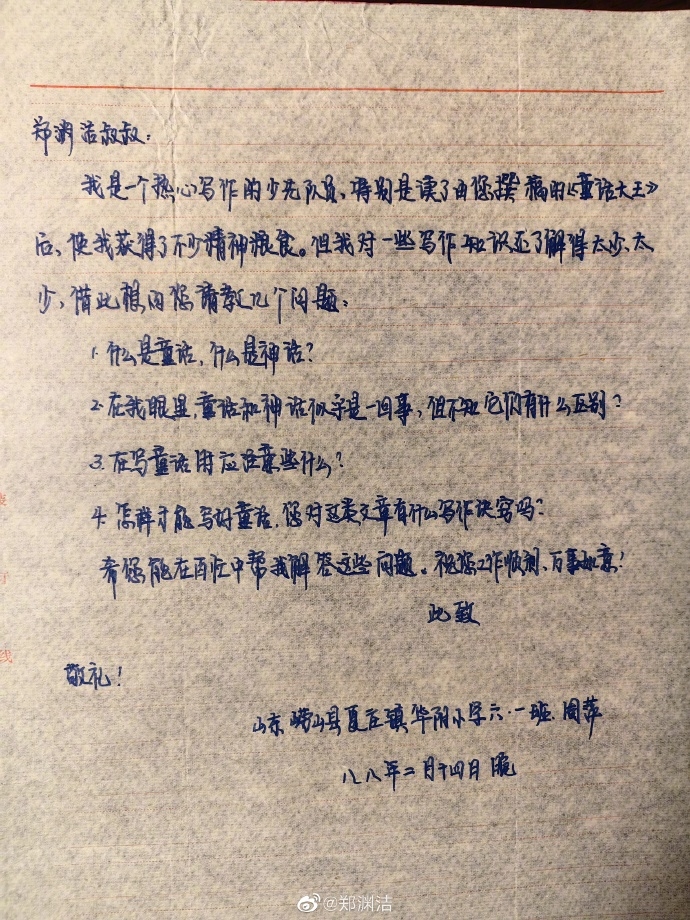 郑渊洁叔叔:
我是一个热心写作的少先队员,特别是读了由您撰稿的《童话大王》
后,使我获得了不少精神粮食。但我对一些写作知识还了解得太少、太
少,借此想向您请教几个问题:
1.什么是童话,什么是神话?
2.在我眼里,童话和神话似乎是一回事,但不知它们有什么区别?
3.在写童话时应注意些什么?
4.怎样才能写好童话,您对这类文章有什么写作诀窍吗?
希您能在百忙中帮我解答这些问题。祝您工作顺利、万事如意!
此致
敬礼!
山东崂山县夏庄镇华阴小学六·一班 周萍
八八年二月十四日晚
线
@郑渊洁